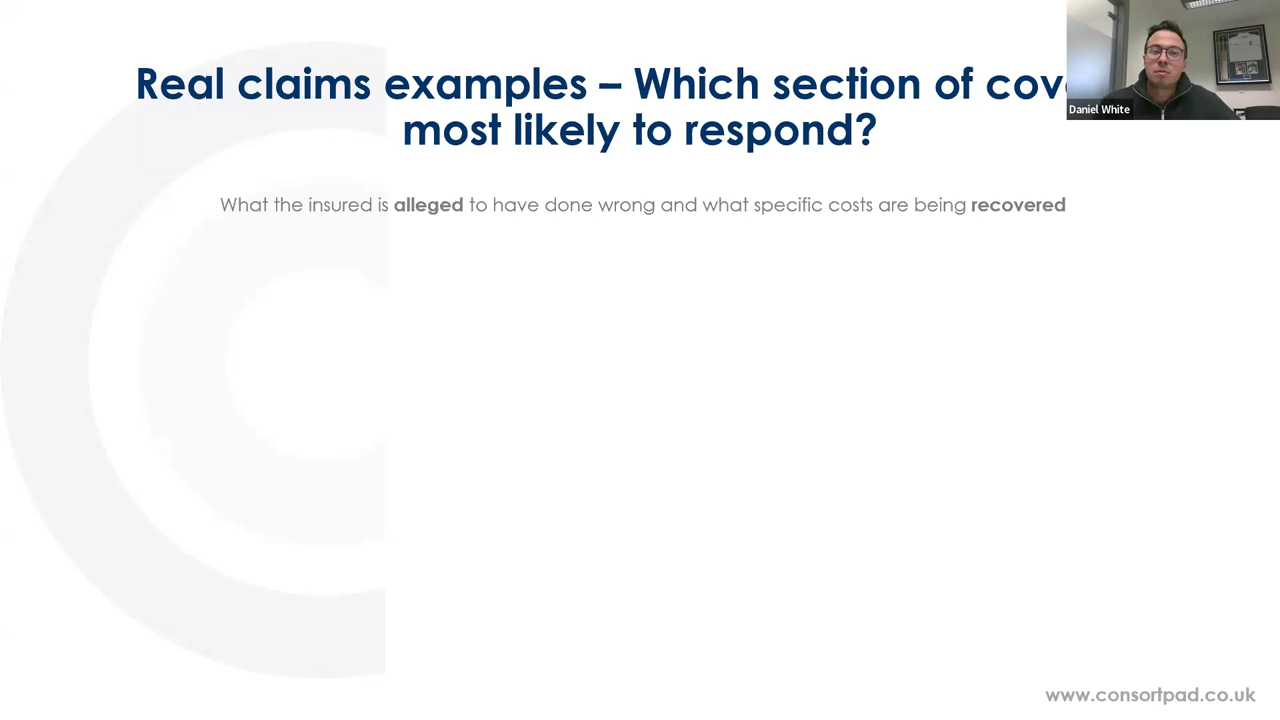 Real claims examples – Which section of cov
most likely to respond?
Daniel White
What the insured is alleged to have done wrong and what specific costs are being recovered
www.consortpad.co.uk